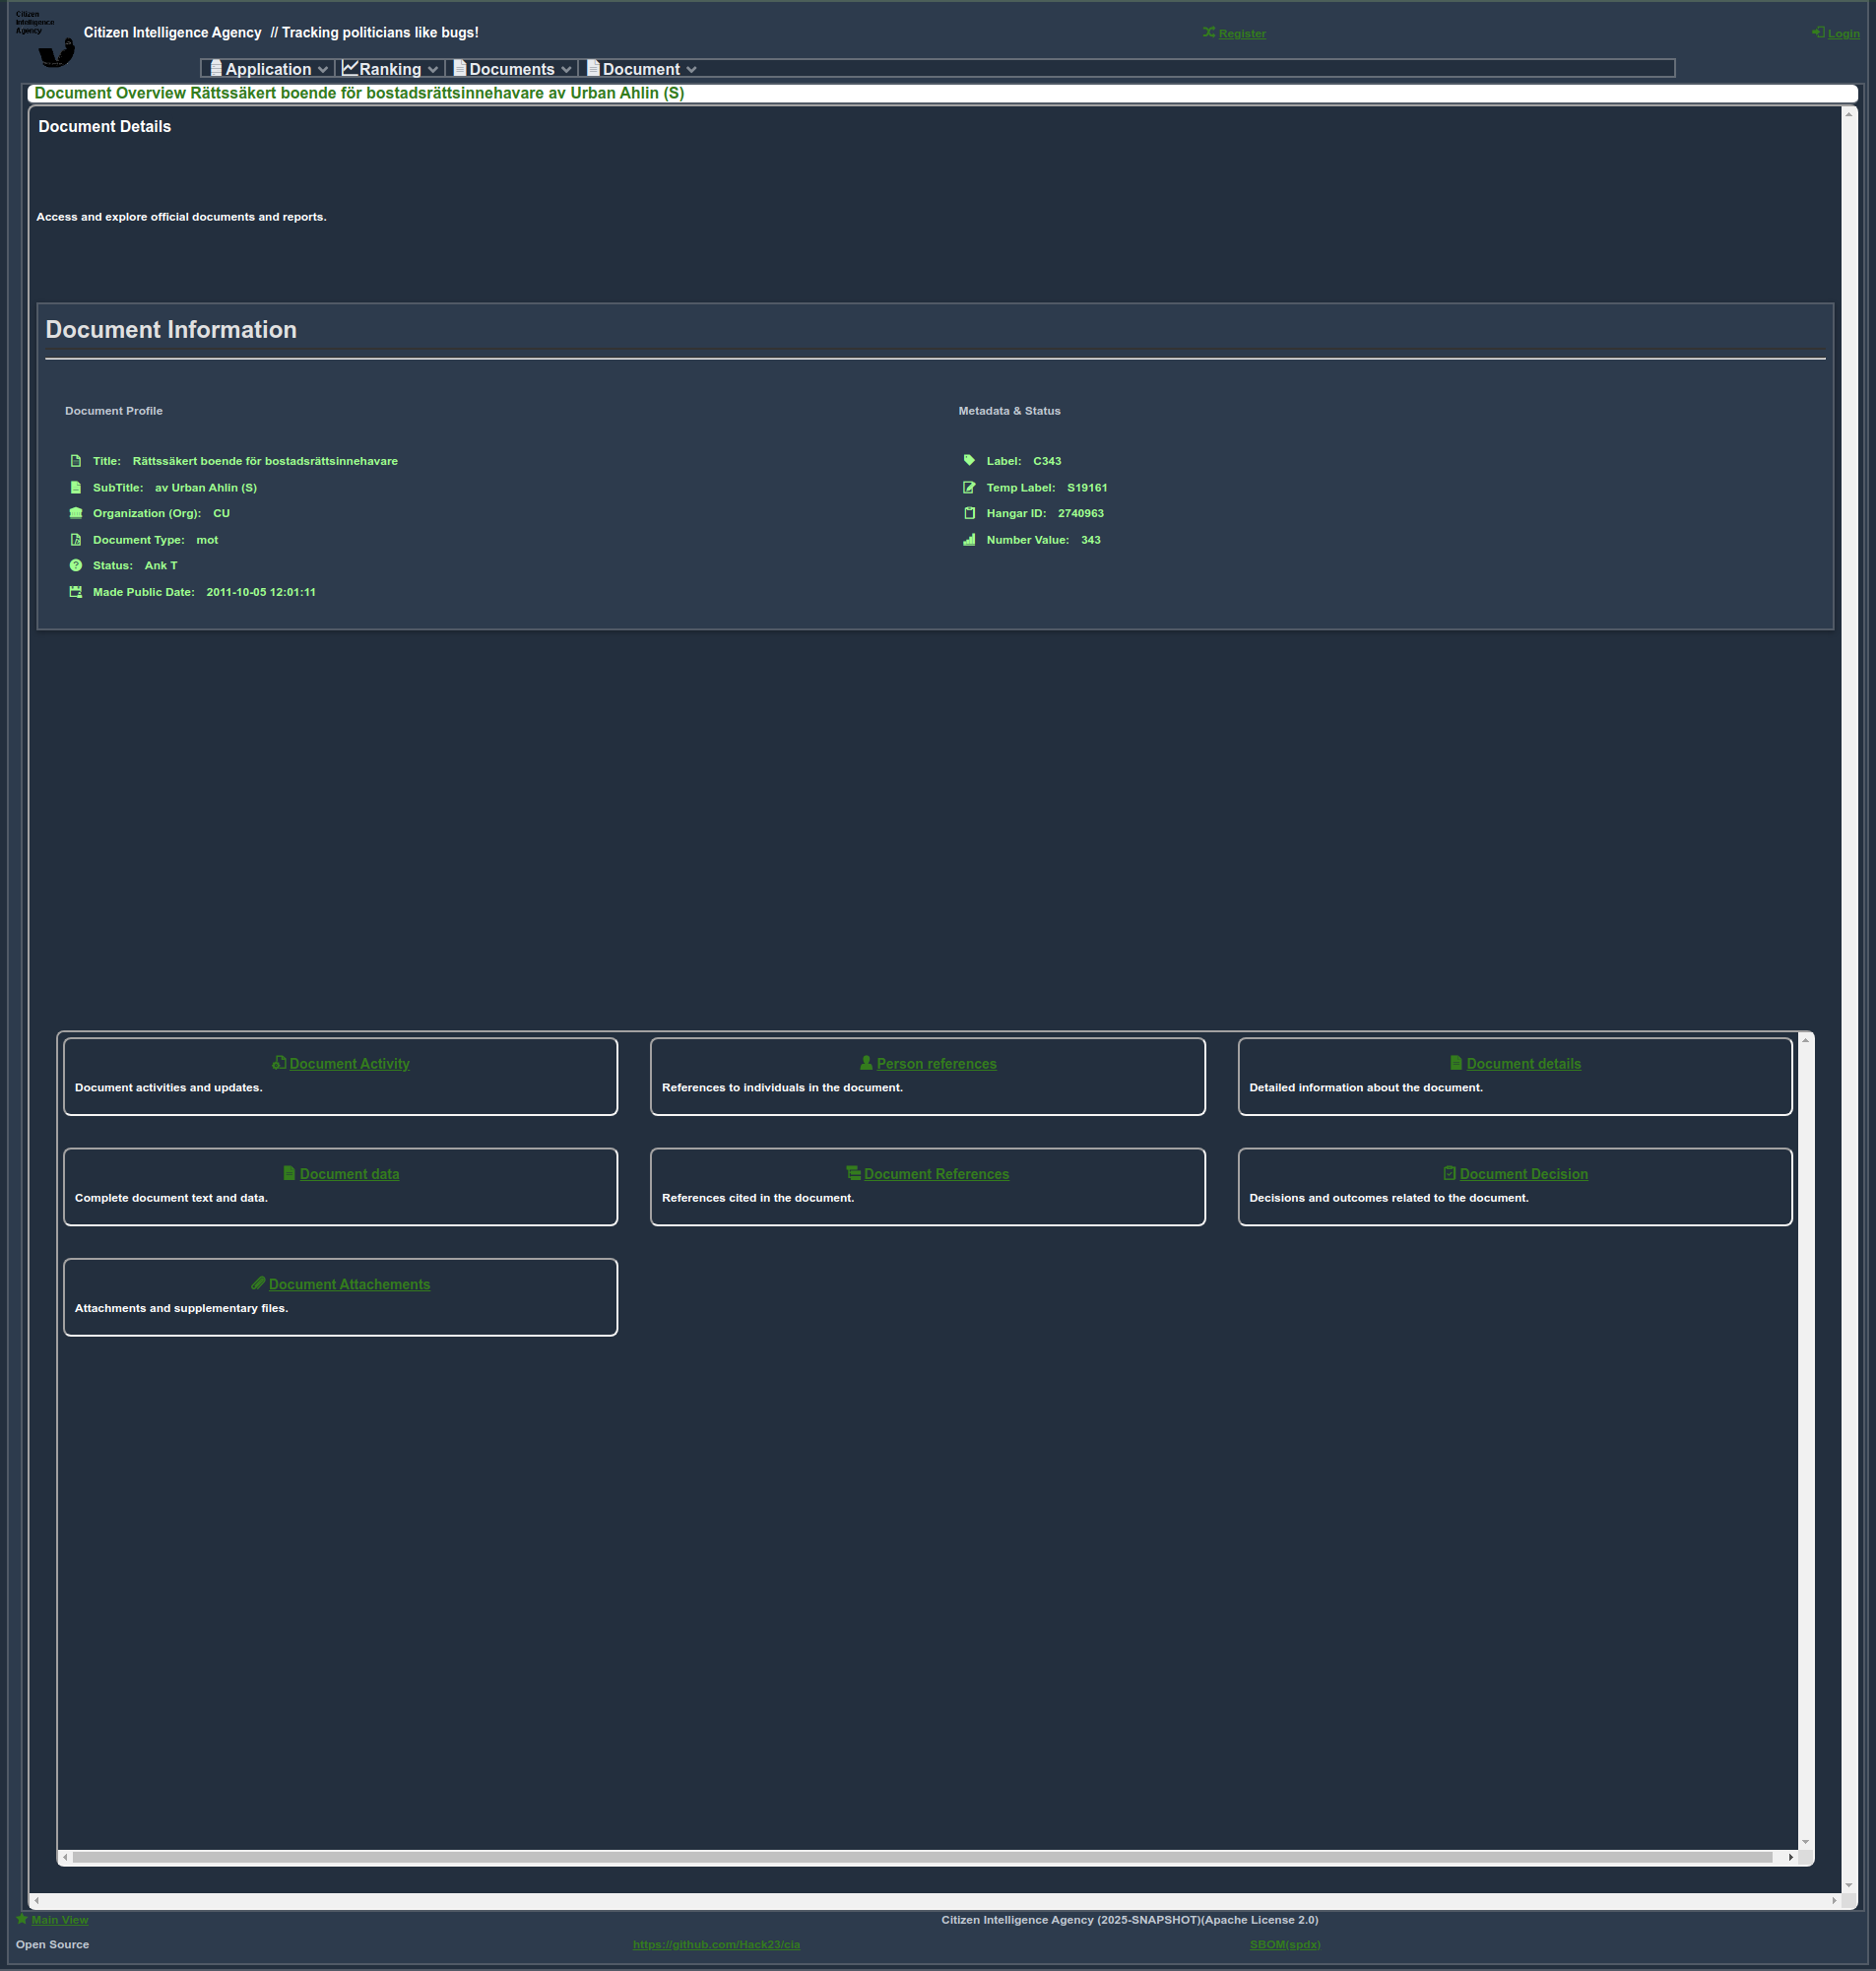 Citizen
Intelligence
Agency
Citizen Intelligence Agency // Tracking politicians like bugs!
Register
Login
Application
Ranking
Documents
Document
Document Overview Rättssäkert boende för bostadsrättsinnehavare av Urban Ahlin (S)
Document Details
Access and explore official documents and reports.
Document Information
Document Profile
Title: Rättssäkert boende för bostadsrättsinnehavare
SubTitle: av Urban Ahlin (S)
Organization (Org): CU
Document Type: mot
Status: Ank T
Made Public Date: 2011-10-05 12:01:11
Metadata & Status
Label: C343
Temp Label: S19161
Hangar ID: 2740963
Number Value: 343
Document Activity
Document activities and updates.
Person references
References to individuals in the document.
Document details
Detailed information about the document.
Document data
Complete document text and data.
Document References
References cited in the document.
Document Decision
Decisions and outcomes related to the document.
Document Attachements
Attachments and supplementary files.
Main View
Citizen Intelligence Agency (2025-SNAPSHOT)(Apache License 2.0)
Open Source
https://github.com/Hack23/cia
SBOM(spdx)